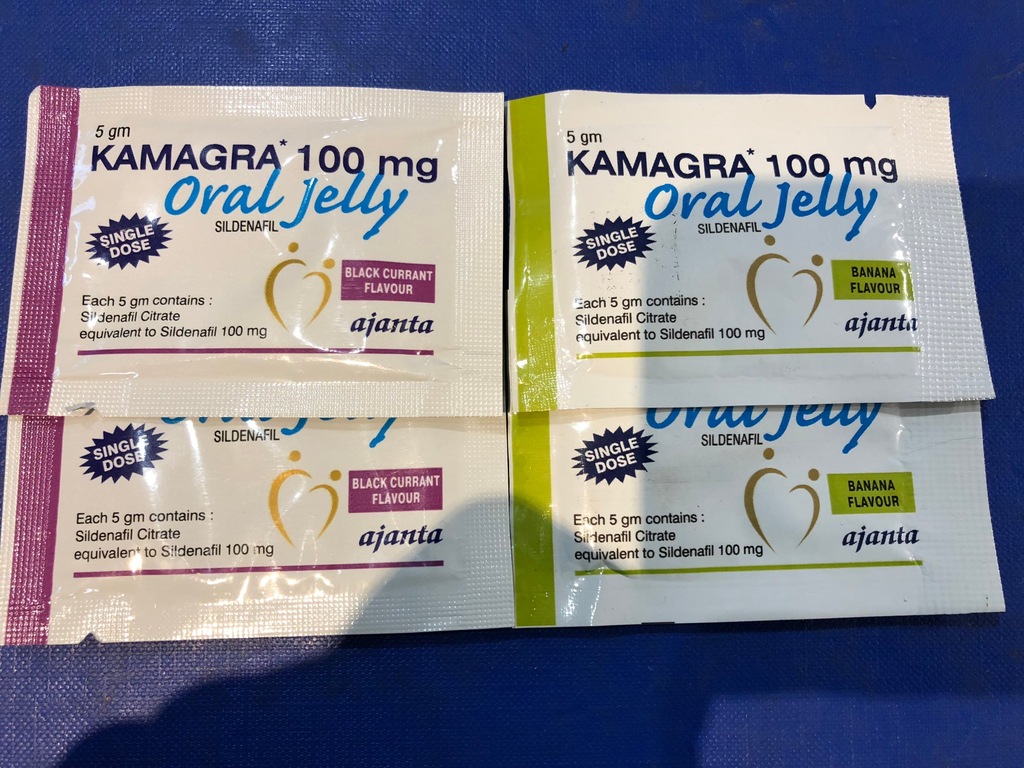 5 gm
KAMAGRA* 100 mg
Oral Jelly
SILDENAFIL
SINGLE
DOSE
BLACK CURRANT
FLAVOUR
Each 5 gm contains :
Sildenafil Citrate
equivalent to Sildenafil 100 mg
ajanta
5 gm
KAMAGRA* 100 mg
Oral Jelly
SILDENAFIL
SINGLE
DOSE
BANANA
FLAVOUR
Each 5 gm contains :
Sildenafil Citrate
equivalent to Sildenafil 100 mg
ajanta
Oral Jelly
SILDENAFIL
SINGLE
DOSE
BLACK CURRANT
FLAVOUR
Each 5 gm contains :
Sildenafil Citrate
equivalent to Sildenafil 100 mg
ajanta
Oral Jelly
SILDENAFIL
SINGLE
DOSE
BANANA
FLAVOUR
Each 5 gm contains :
Sildenafil Citrate
equivalent to Sildenafil 100 mg
ajanta